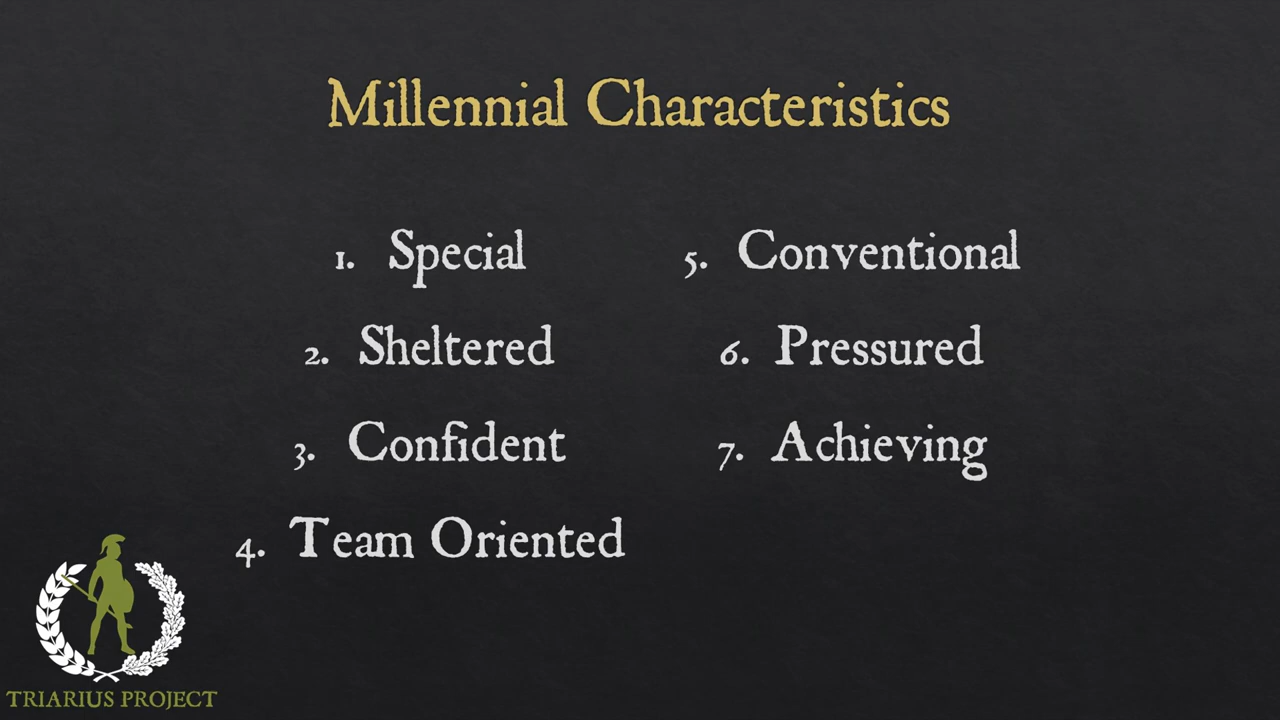 Millennial Characteristics
1. Special
2. Sheltered
3. Confident
4. Team Oriented
5. Conventional
6. Pressured
7. Achieving
TRIARIUS PROJECT